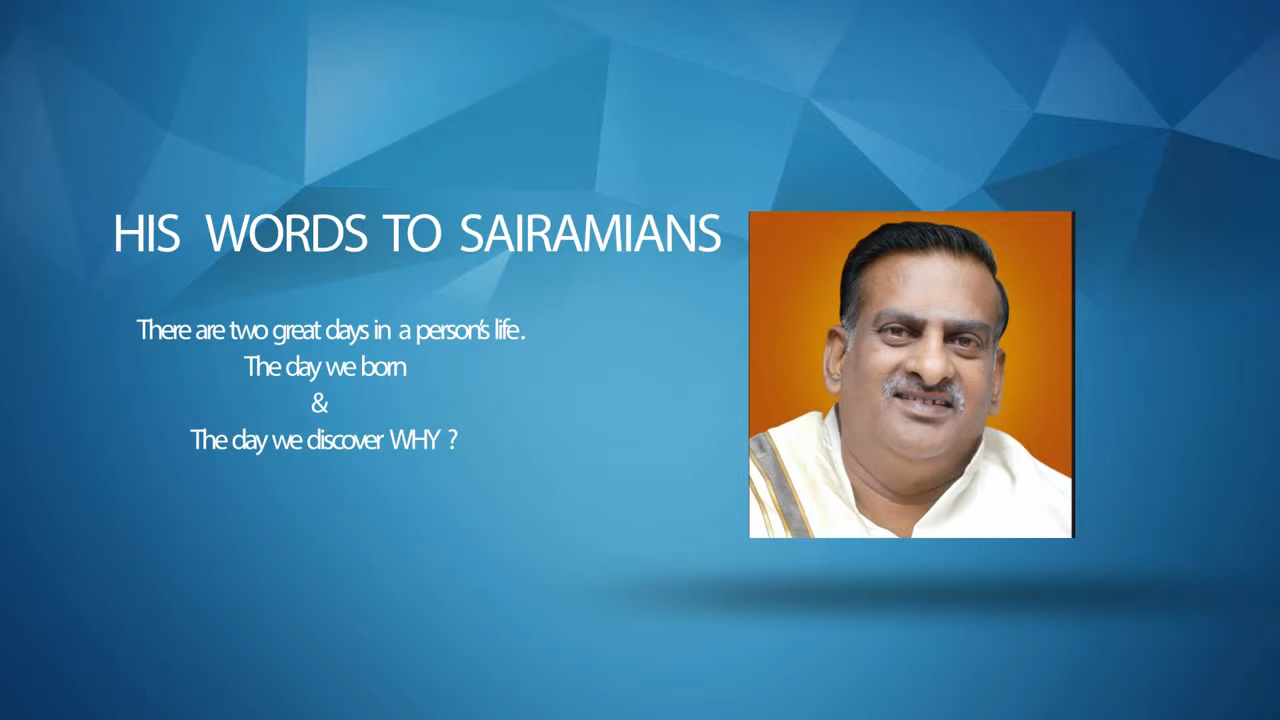 HIS WORDS TO SAIRAMIANS
There are two great days in a person's life.
The day we born
&
The day we discover WHY ?